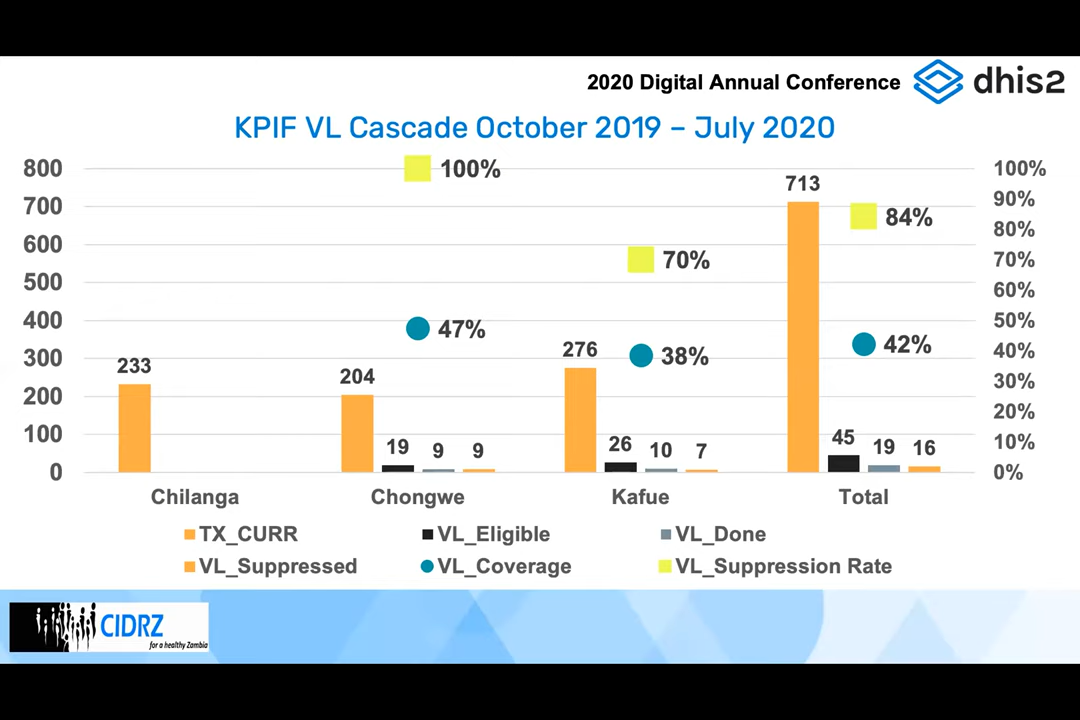 2020 Digital Annual Conference
dhis2
KPIF VL Cascade October 2019 – July 2020
800
700
600
500
400
300
200
100
0
100%
90%
80%
70%
60%
50%
40%
30%
20%
10%
0%
233
204
19
9
9
100%
47%
276
26
10
7
70%
38%
713
45
19
16
84%
42%
Chilanga
Chongwe
Kafue
Total
TX_CURR
VL_Eligible
VL_Done
VL_Suppressed
VL_Coverage
VL_Suppression Rate
CIDRZ
for a healthy Zambia